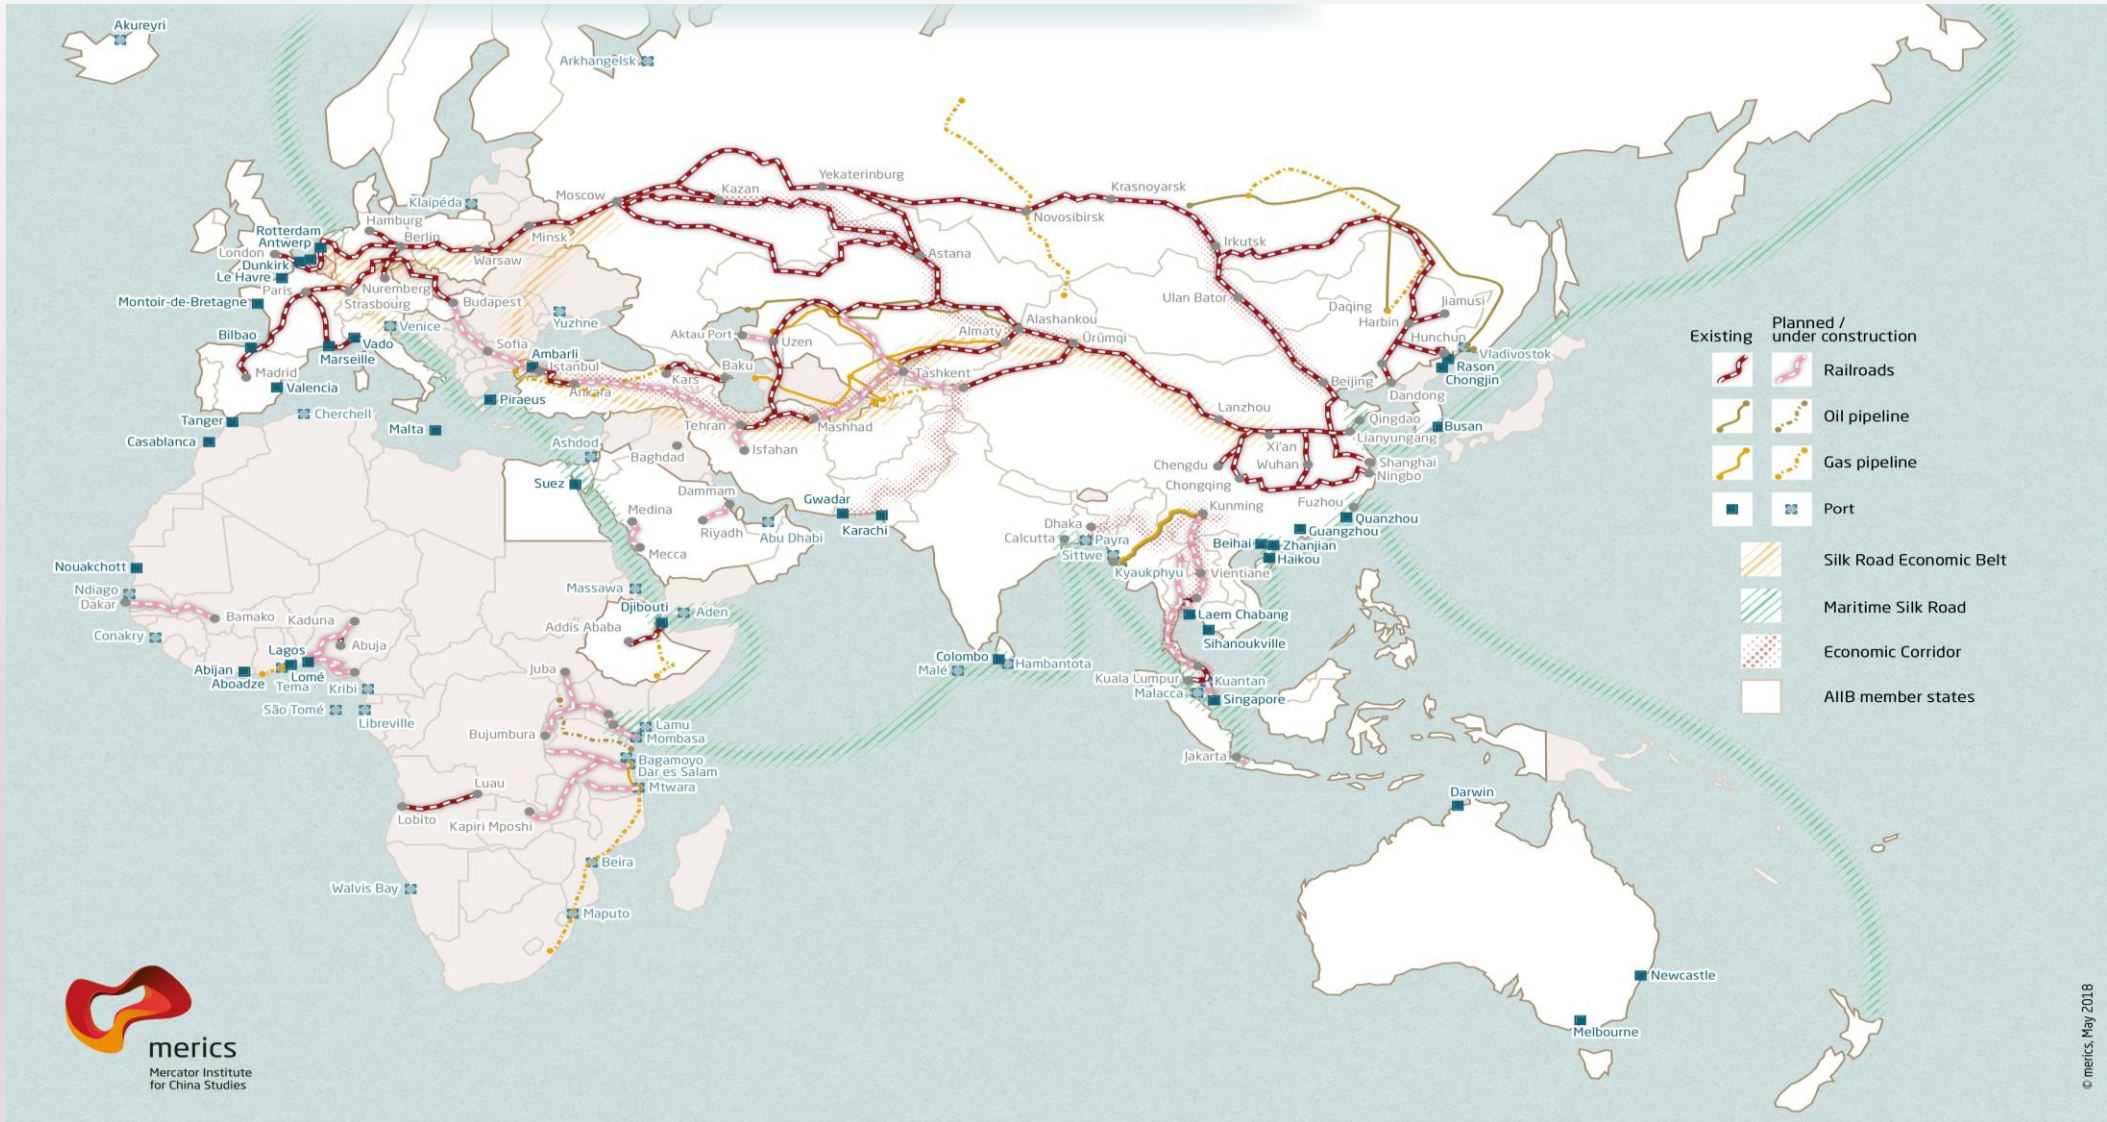 Akureyri
Arkhangelsk
Klaipéda
Moscow
Kazan
Yekaterinburg
Krasnoyarsk
Novosibirsk
Hamburg
Rotterdam
Berlin
Minsk
Antwerp
London
Dunkirk
Warsaw
Le Havre
Paris
Nuremberg
Strasbourg
Montoir-de-Bretagne
Budapest
Astana
Irkutsk
Ulan Bator
Daqing
Jiamusi
Harbin
Venice
Yuzhne
Bilbao
Vado
Marseille
Madrid
Valencia
Sofia
Ambarli
Istanbul
Aktau Port
Uzen
Almaty
Alashankou
Ürümqi
Hunchun
Vladivostok
Rason
Chongjin
Baku
Kars
Ankara
Tashkent
Beijing
Dandong
Piraeus
Tanger
Cherchell
Casablanca
Malta
Tehran
Mashhad
Lanzhou
Qingdao
Busan
Lianyungang
Ashdod
Baghdad
Isfahan
Xi'an
Chengdu
Wuhan
Shanghai
Ningbo
Chongqing
Suez
Dammam
Gwadar
Karachi
Medina
Riyadh
Abu Dhabi
Mecca
Dhaka
Calcutta
Payra
Sittwe
Kyaukphyu
Kunming
Fuzhou
Quanzhou
Guangzhou
Beihai
Zhanjian
Haikou
Vientiane
Nouakchott
Ndiago
Dakar
Bamako
Kaduna
Conakry
Abuja
Lagos
Abijan
Aboadze
Lomé
Tema
Kribi
São Tomé
Libreville
Massawa
Djibouti
Aden
Addis Ababa
Juba
Bujumbura
Lamu
Mombasa
Bagamoyo
Dar es Salam
Mtwara
Luau
Lobito
Kapiri Mposhi
Beira
Walvis Bay
Maputo
Colombo
Hambantota
Malé
Laem Chabang
Sihanoukville
Kuala Lumpur
Kuantan
Malacca
Singapore
Jakarta
Darwin
Newcastle
Melbourne
Existing
Planned /
under construction
Railroads
Oil pipeline
Gas pipeline
Port
Silk Road Economic Belt
Maritime Silk Road
Economic Corridor
AIIB member states
merics
Mercator Institute
for China Studies
© merics, May 2018